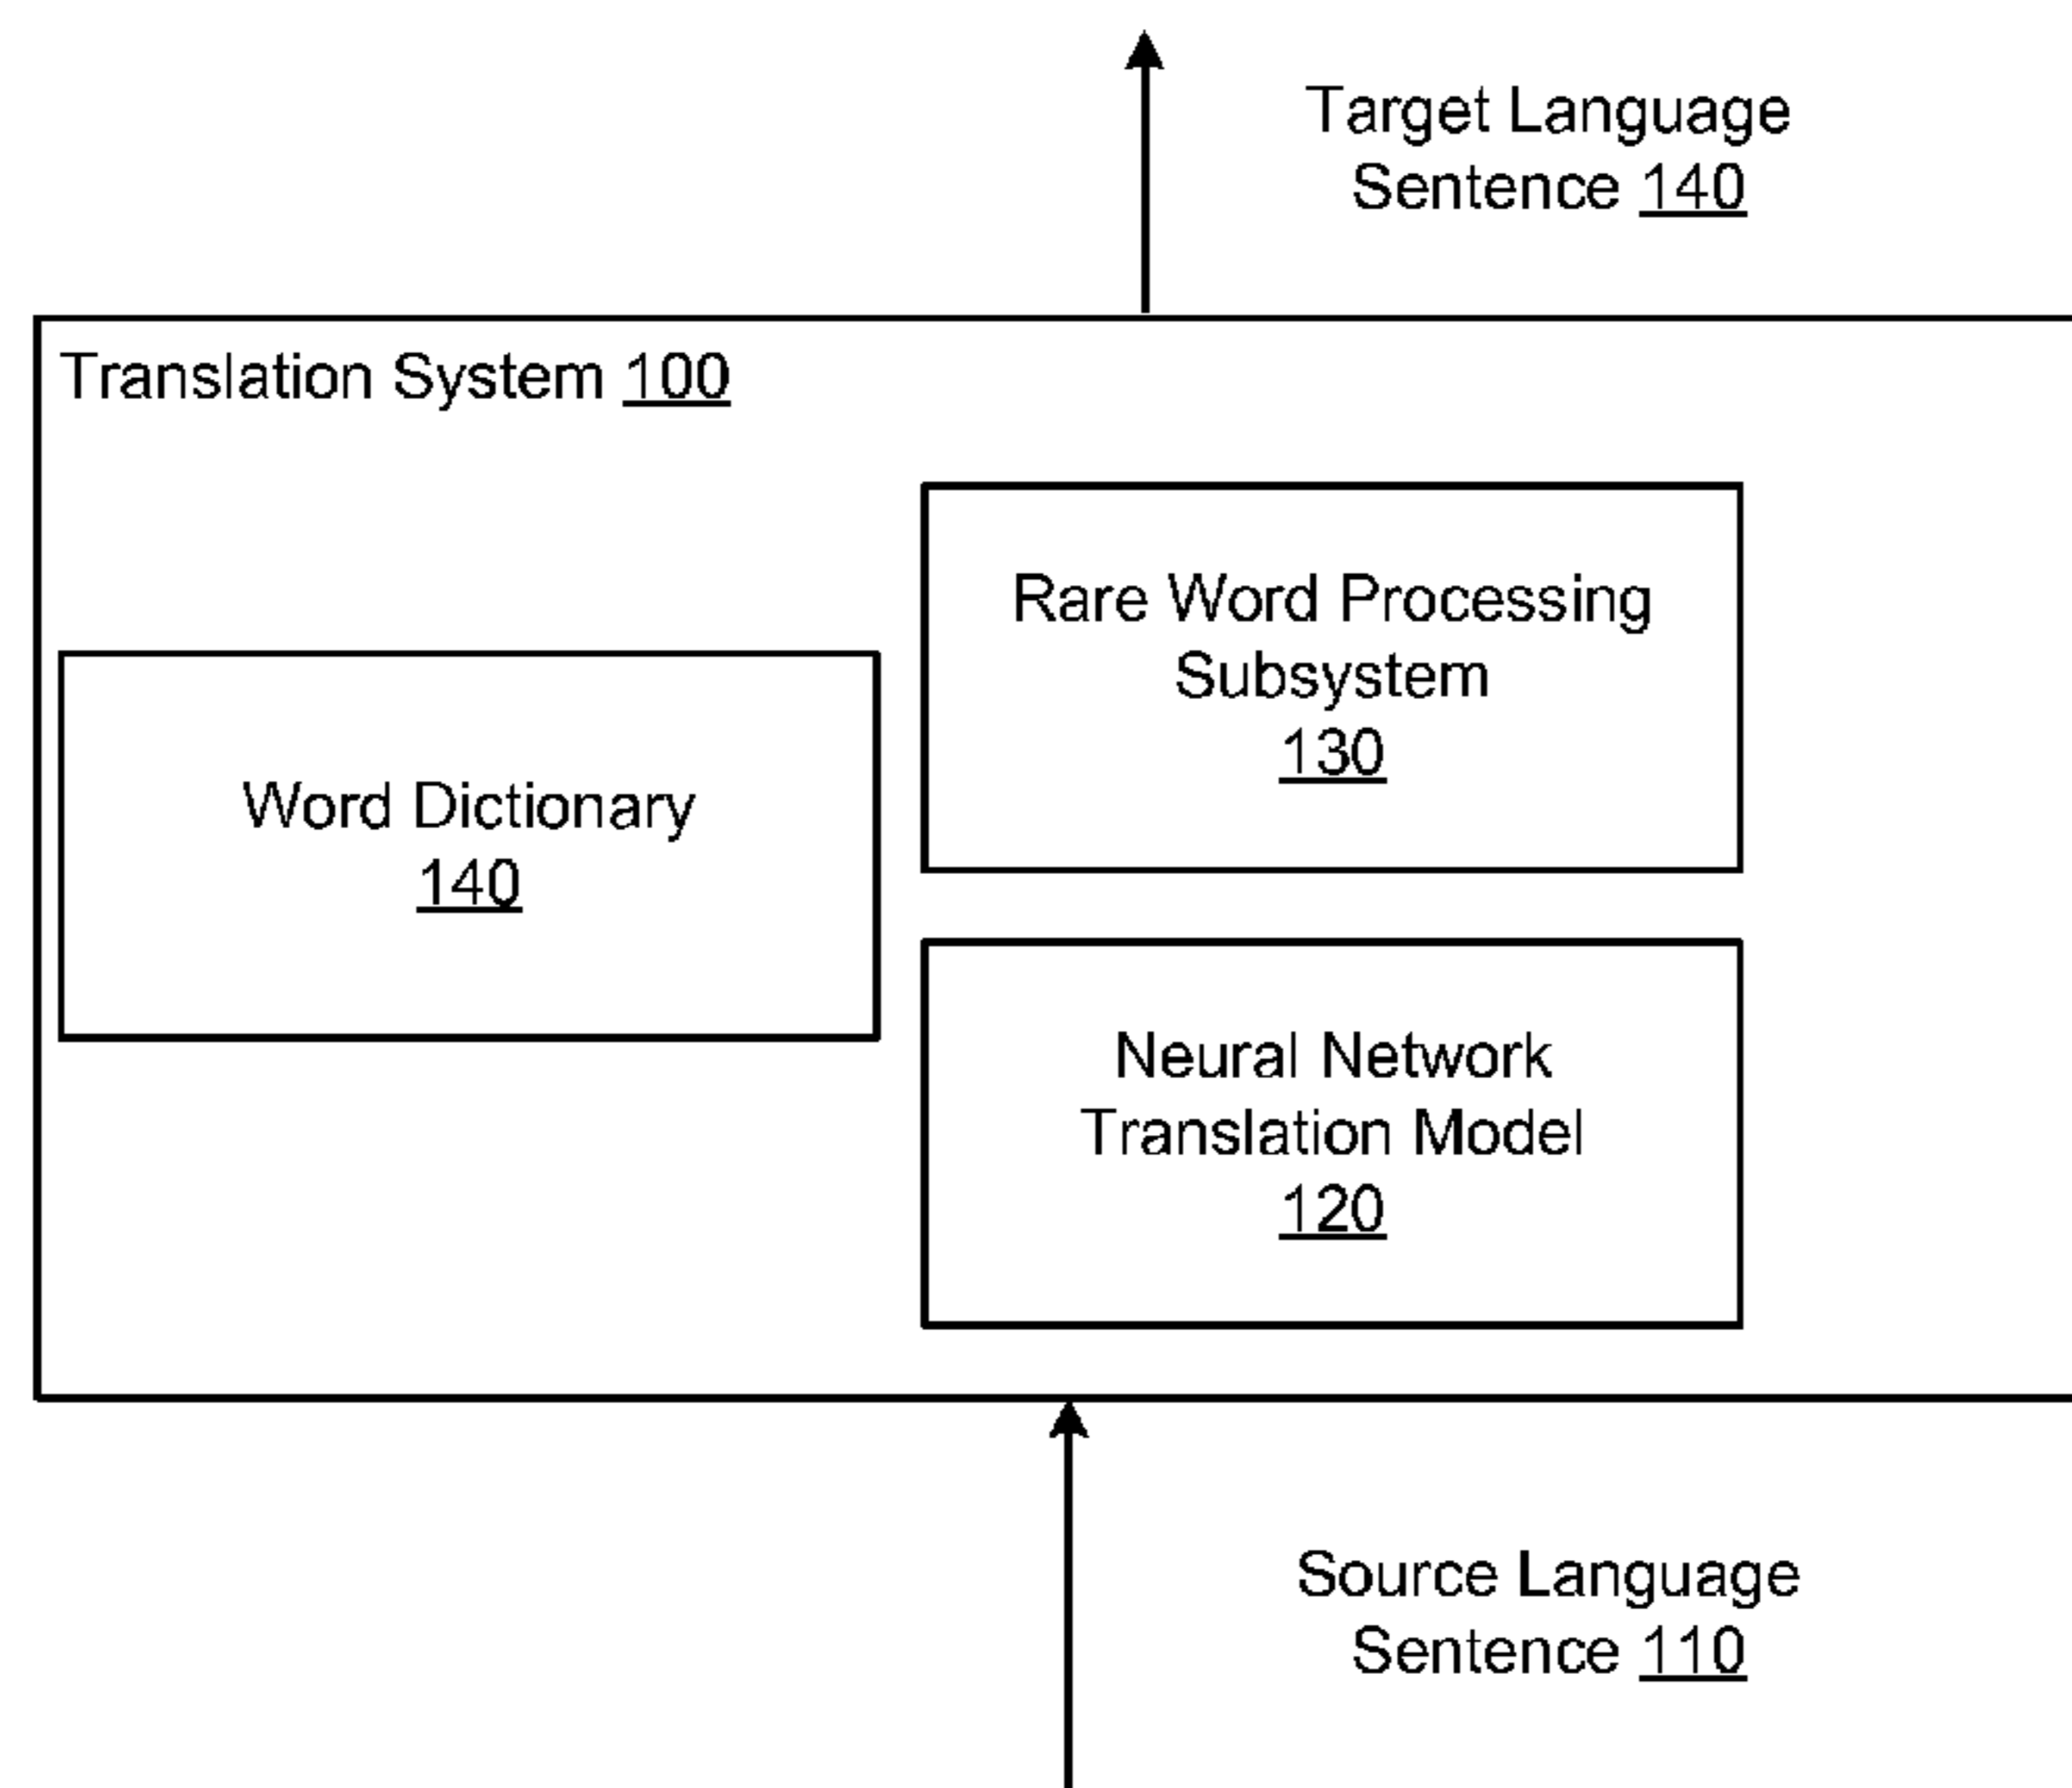 Target Language
Sentence 140
Translation System 100
Rare Word Processing
Subsystem
130
Word Dictionary
140
Neural Network
Translation Model
120
Source Language
Sentence 110